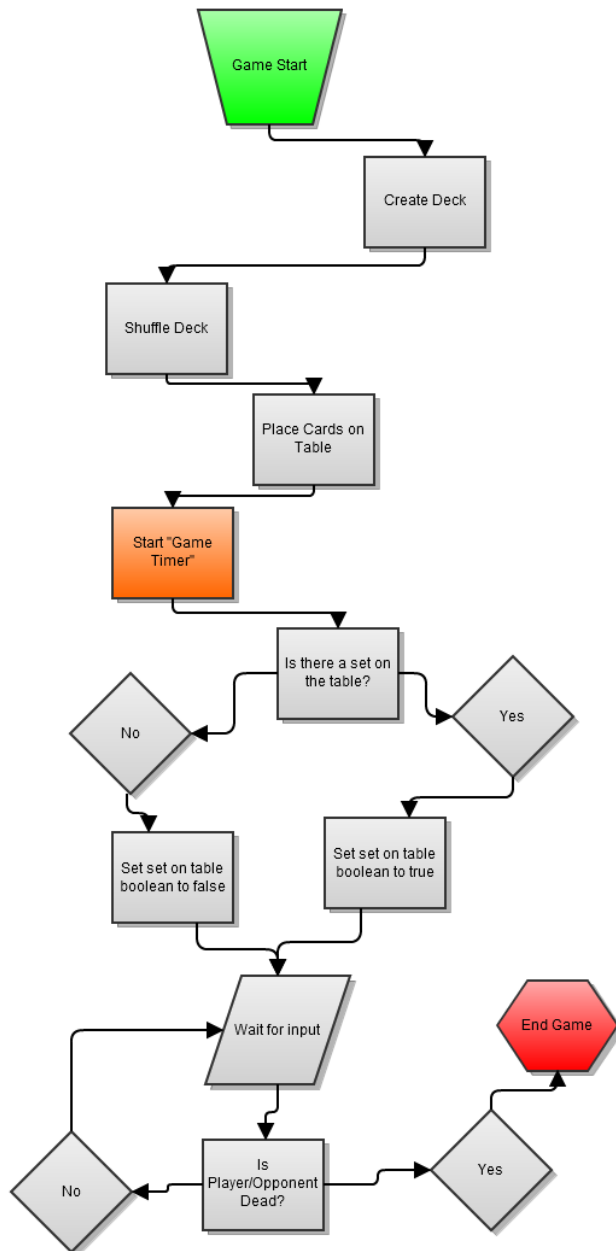 Game Start
Create Deck
Shuffle Deck
Place Cards on
Table
Start "Game
Timer"
Is there a set on
the table?
No
Yes
Set set on table
boolean to false
Set set on table
boolean to true
Wait for input
End Game
Is
Player/Opponent
Dead?
No
Yes